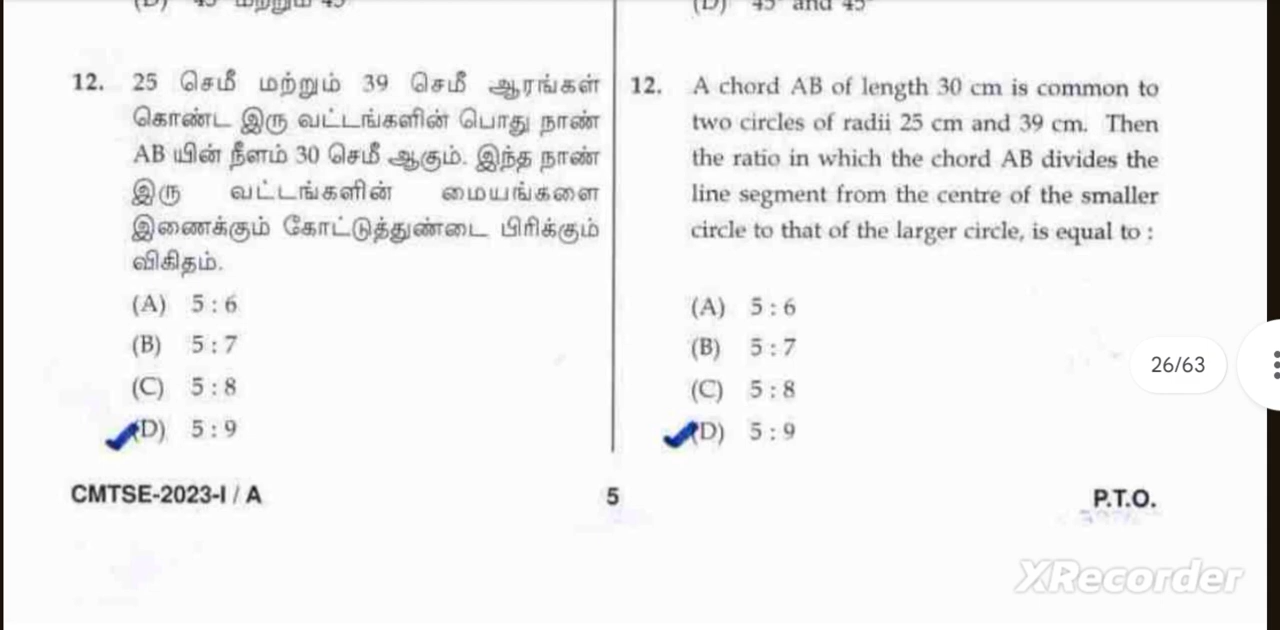 12. 25 செமீ மற்றும் 39 செமீ ஆரங்கள்
கொண்ட இரு வட்டங்களின் பொது நாண்
AB யின் நீளம் 30 செமீ ஆகும். இந்த நாண்
இரு வட்டங்களின் மையங்களை
இணைக்கும் கோட்டுத்துண்டை பிரிக்கும்
விகிதம்.
(A) 5 : 6
(B) 5 : 7
(C) 5 : 8
(D) 5 : 9
(D) 45° and 45°
12. A chord AB of length 30 cm is common to
two circles of radii 25 cm and 39 cm. Then
the ratio in which the chord AB divides the
line segment from the centre of the smaller
circle to that of the larger circle, is equal to :
(A) 5 : 6
(B) 5 : 7
(C) 5 : 8
(D) 5 : 9
26/63
CMTSE-2023-I / A
5
P.T.O.
XRecorder